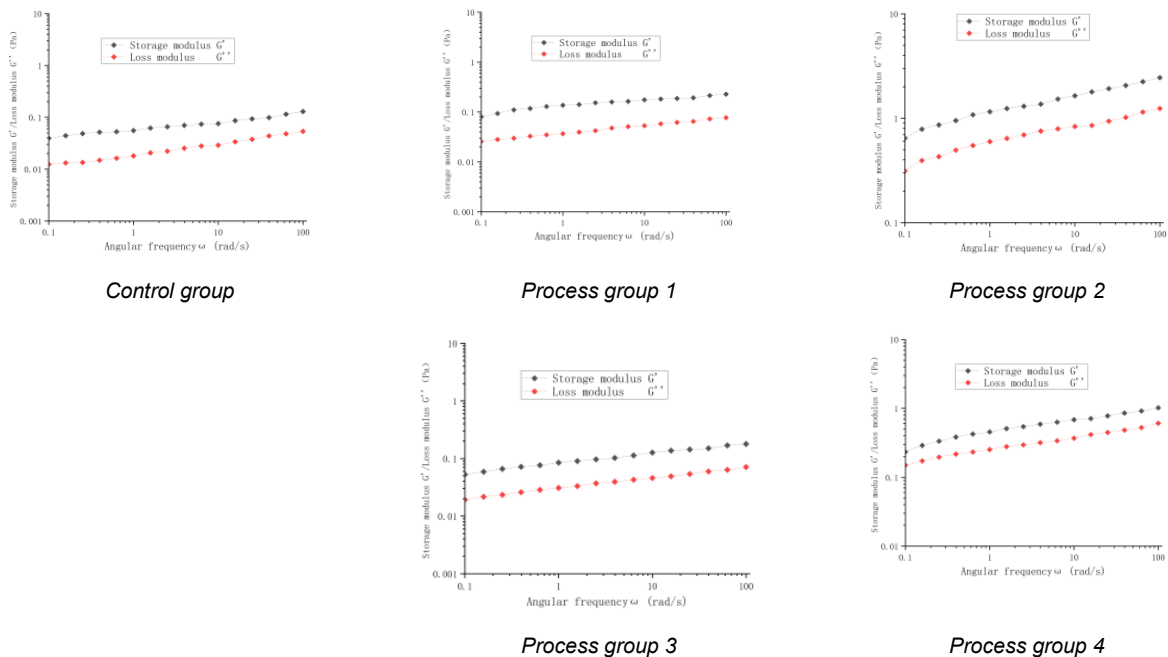 10
1
0.1
0.01
0.001
Storage modulus G'/Loss modulus G'' (Pa)
Storage modulus G'
Loss modulus G''
0.1 1 10 100
Angular frequency ω (rad/s)
Control group
10
1
0.1
0.01
0.001
Storage modulus G'/Loss modulus G'' (Pa)
Storage modulus G'
Loss modulus G''
0.1 1 10 100
Angular frequency ω (rad/s)
Process group 1
10
1
0.1
Storage modulus G'/Loss modulus G'' (Pa)
Storage modulus G'
Loss modulus G''
0.1 1 10 100
Angular frequency ω (rad/s)
Process group 2
10
1
0.1
0.01
0.001
Storage modulus G'/Loss modulus G'' (Pa)
Storage modulus G'
Loss modulus G''
0.1 1 10 100
Angular frequency ω (rad/s)
Process group 3
10
1
0.1
0.01
Storage modulus G'/Loss modulus G'' (Pa)
Storage modulus G'
Loss modulus G''
0.1 1 10 100
Angular frequency ω (rad/s)
Process group 4